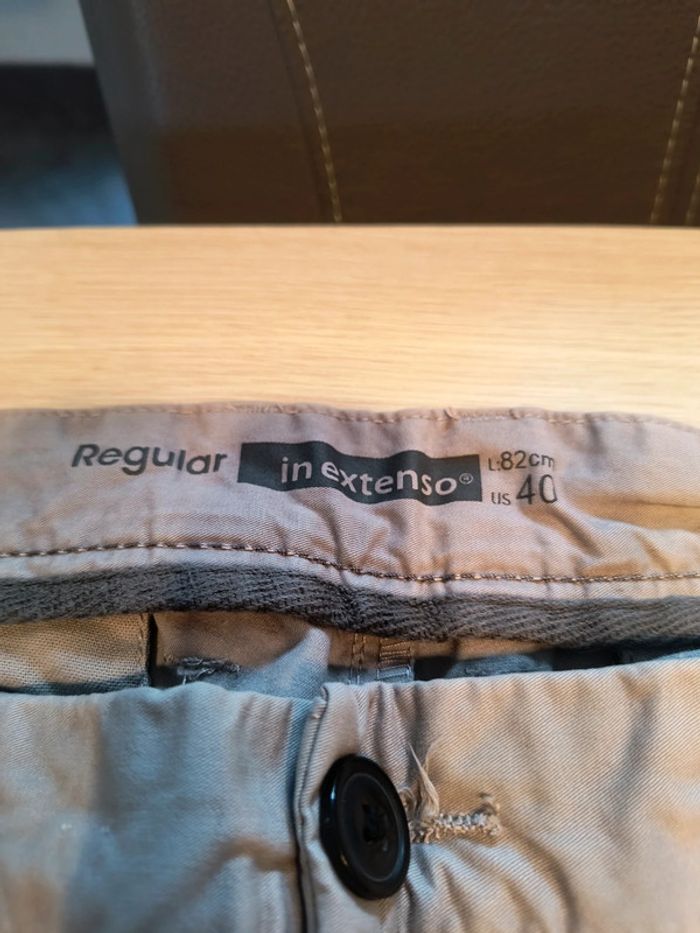 Regular
in extenso®
L:82cm
US 40